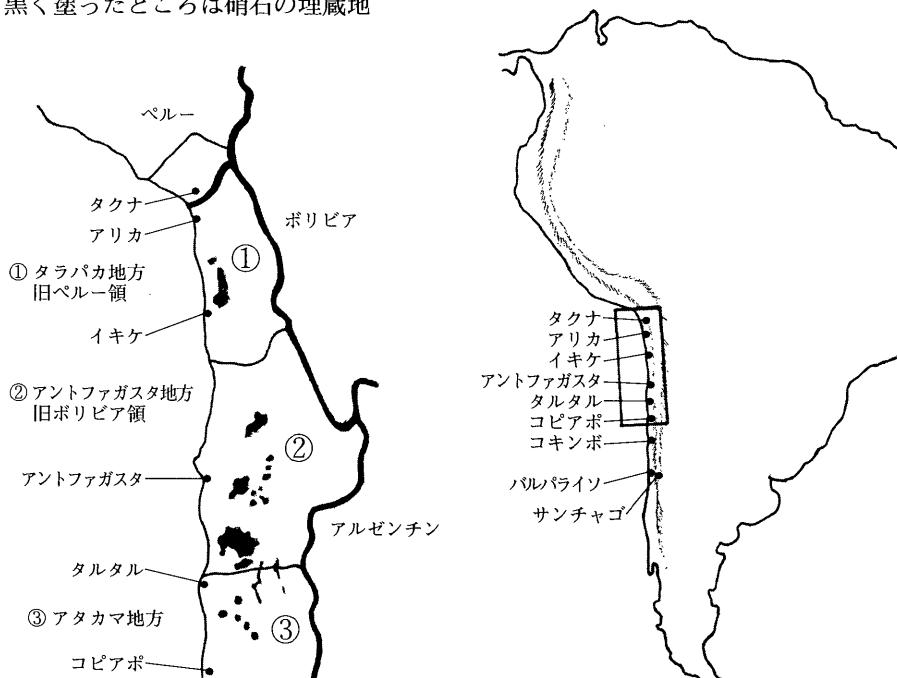 黒く塗ったところは硝石の埋蔵地
ペルー
タクナ
アリカ
ボリビア
①
① タラパカ地方
旧ペルー領
イキケ
② アントファガスタ地方
旧ボリビア領
②
アントファガスタ
アルゼンチン
タルタル
③ アタカマ地方
③
コピアポ
タクナ
アリカ
イキケ
アントファガスタ
タルタル
コピアポ
コキンボ
バルパライソ
サンチャゴ